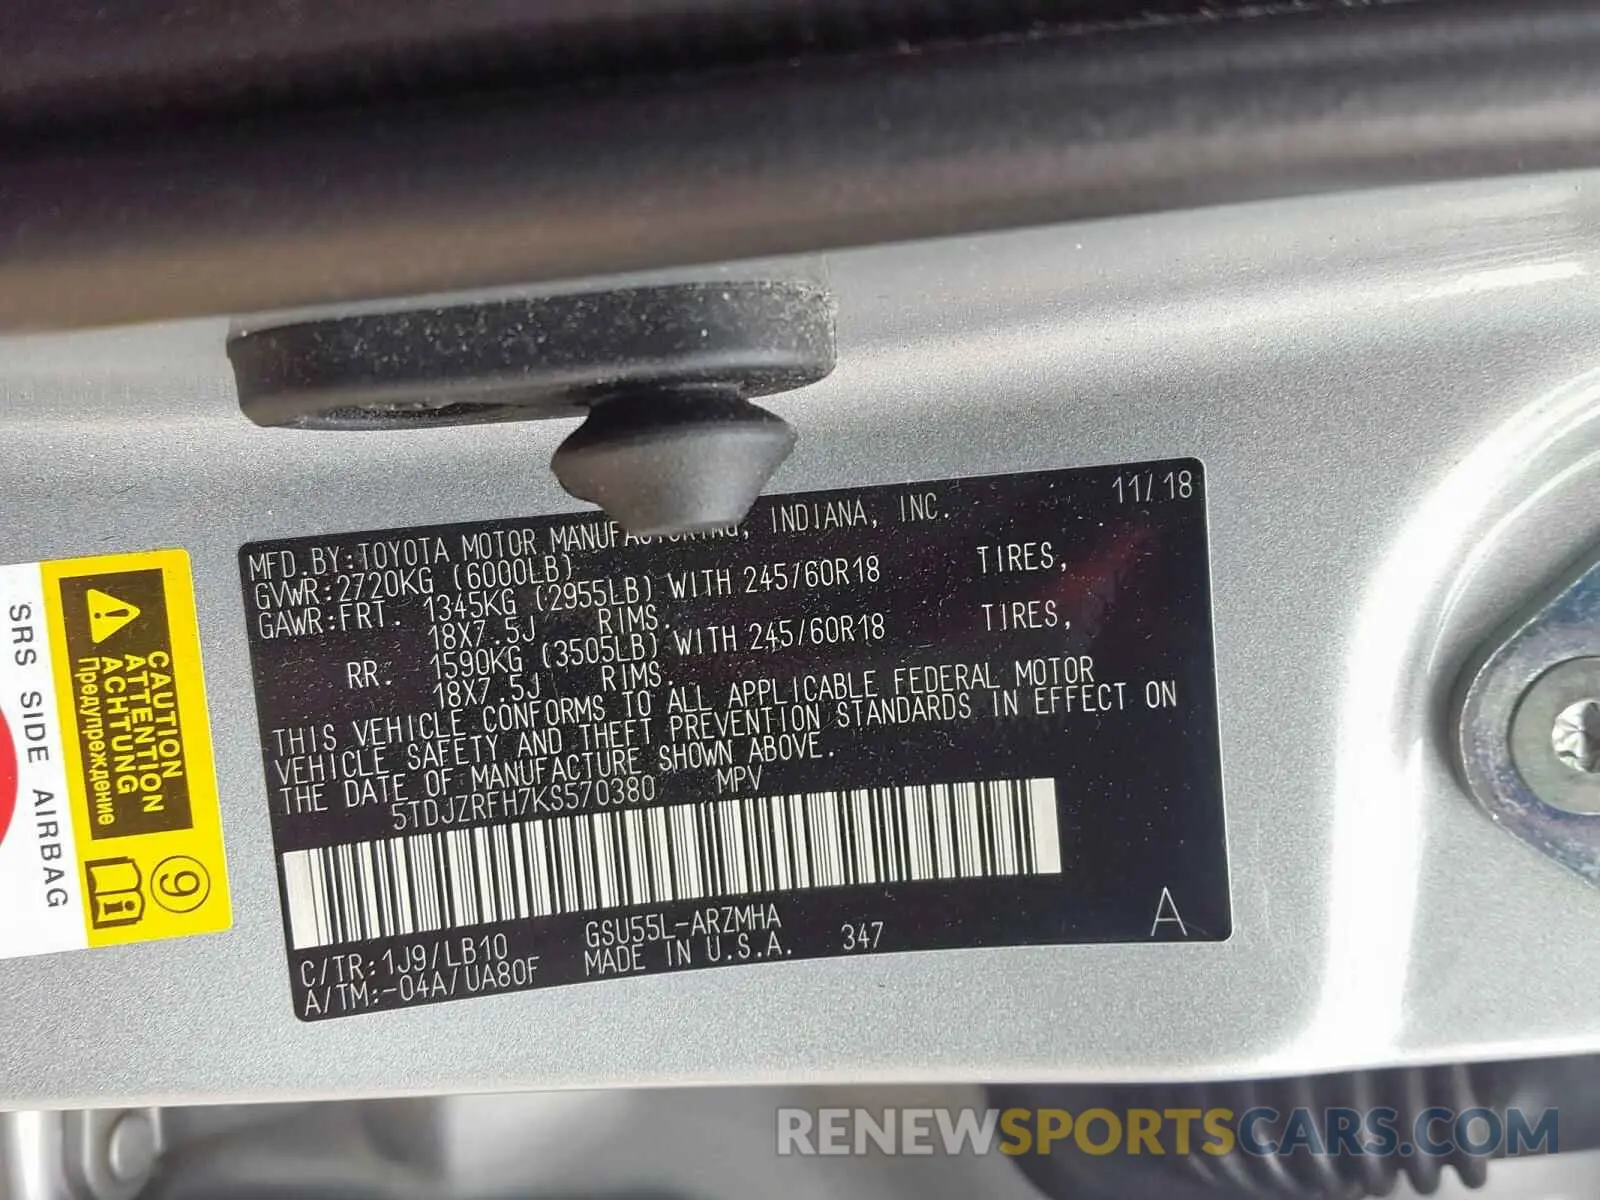 MFD.BY:TOYOTA MOTOR MANUFACTURING, INDIANA, INC. 11/18
GVWR:2720KG (6000LB)
GAWR:FRT. 1345KG (2955LB) WITH 245/60R18 TIRES,
18X7.5J RIMS.
RR. 1590KG (3505LB) WITH 245/60R18 TIRES,
18X7.5J RIMS.
THIS VEHICLE CONFORMS TO ALL APPLICABLE FEDERAL MOTOR
VEHICLE SAFETY AND THEFT PREVENTION STANDARDS IN EFFECT ON
THE DATE OF MANUFACTURE SHOWN ABOVE.
5TDJZRFH7KS570380 MPV
C/TR:1J9/LB10 GSU55L-ARZMHA
A/TM:-04A/UA80F MADE IN U.S.A. 347 A
CAUTION
ATTENTION
ACHTUNG
Предупреждение
9
SRS SIDE AIRBAG
RENEWSPORTSCARS.COM